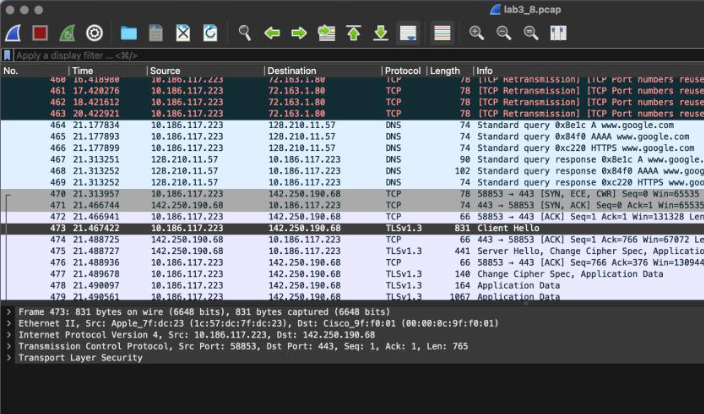 lab3_8.pcap
Apply a display filter ... <⌘/>
No. Time Source Destination Protocol Length Info
460 16.418980 10.186.117.223 72.163.1.80 TCP 78 [TCP Retransmission] [TCP Port numbers reuse
461 17.420276 10.186.117.223 72.163.1.80 TCP 78 [TCP Retransmission] [TCP Port numbers reuse
462 18.421612 10.186.117.223 72.163.1.80 TCP 78 [TCP Retransmission] [TCP Port numbers reuse
463 20.422921 10.186.117.223 72.163.1.80 TCP 78 [TCP Retransmission] [TCP Port numbers reuse
464 21.177834 10.186.117.223 128.210.11.57 DNS 74 Standard query 0x8e1c A www.google.com
465 21.177893 10.186.117.223 128.210.11.57 DNS 74 Standard query 0x84f0 AAAA www.google.com
466 21.177899 10.186.117.223 128.210.11.57 DNS 74 Standard query 0xc220 HTTPS www.google.com
467 21.313251 128.210.11.57 10.186.117.223 DNS 90 Standard query response 0x8e1c A www.google
468 21.313252 128.210.11.57 10.186.117.223 DNS 102 Standard query response 0x84f0 AAAA www.goo
469 21.313252 128.210.11.57 10.186.117.223 DNS 74 Standard query response 0xc220 HTTPS www.go
470 21.313957 10.186.117.223 142.250.190.68 TCP 78 58853 → 443 [SYN, ECE, CWR] Seq=0 Win=65535
471 21.466744 142.250.190.68 10.186.117.223 TCP 74 443 → 58853 [SYN, ACK] Seq=0 Ack=1 Win=65535
472 21.466941 10.186.117.223 142.250.190.68 TCP 66 58853 → 443 [ACK] Seq=1 Ack=1 Win=131328 Len
473 21.467422 10.186.117.223 142.250.190.68 TLSv1.3 831 Client Hello
474 21.488725 142.250.190.68 10.186.117.223 TCP 66 443 → 58853 [ACK] Seq=1 Ack=766 Win=67072 Le
475 21.488727 142.250.190.68 10.186.117.223 TLSv1.3 441 Server Hello, Change Cipher Spec, Applicatio
476 21.488936 10.186.117.223 142.250.190.68 TCP 66 58853 → 443 [ACK] Seq=766 Ack=376 Win=130944
477 21.489678 10.186.117.223 142.250.190.68 TLSv1.3 140 Change Cipher Spec, Application Data
478 21.490049 10.186.117.223 142.250.190.68 TLSv1.3 164 Application Data
479 21.490561 10.186.117.223 142.250.190.68 TLSv1.3 1067 Application Data
Frame 473: 831 bytes on wire (6648 bits), 831 bytes captured (6648 bits)
Ethernet II, Src: Apple_7f:dc:23 (1c:57:dc:7f:dc:23), Dst: Cisco_9f:f0:01 (00:00:0c:9f:f0:01)
Internet Protocol Version 4, Src: 10.186.117.223, Dst: 142.250.190.68
Transmission Control Protocol, Src Port: 58853, Dst Port: 443, Seq: 1, Ack: 1, Len: 765
Transport Layer Security